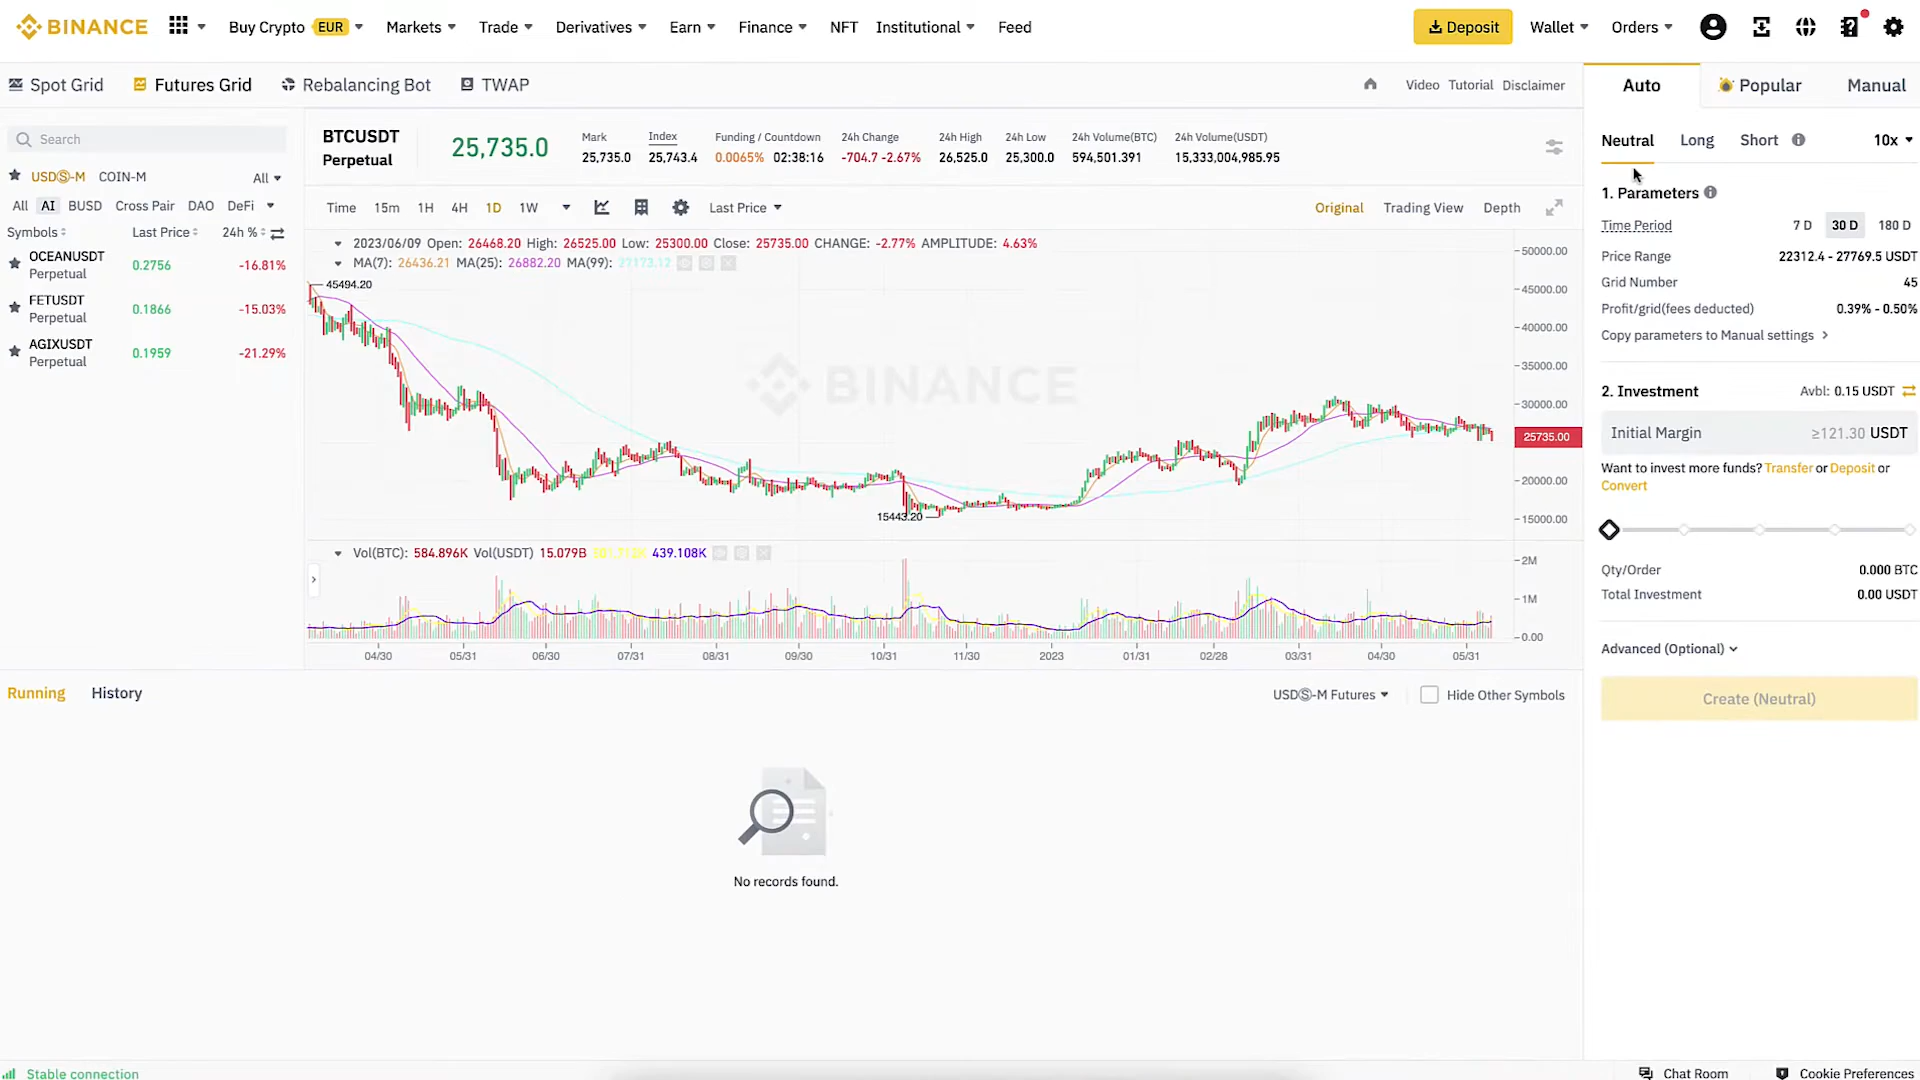 BINANCE
Buy Crypto EUR
Markets
Trade
Derivatives
Earn
Finance
NFT
Institutional
Feed
Deposit
Wallet
Orders
Spot Grid
Futures Grid
Rebalancing Bot
TWAP
Video
Tutorial
Disclaimer
Auto
Popular
Manual
Search
USDⓈ-M
COIN-M
All
All AI BUSD Cross Pair DAO DeFi
Symbols Last Price 24h %
OCEANUSDT
Perpetual
0.2756
-16.81%
FETUSDT
Perpetual
0.1866
-15.03%
AGIXUSDT
Perpetual
0.1959
-21.29%
BTCUSDT
Perpetual
25,735.0
Mark
25,735.0
Index
25,743.4
Funding / Countdown
0.0065% 02:38:16
24h Change
-704.7 -2.67%
24h High
26,525.0
24h Low
25,300.0
24h Volume(BTC)
594,501.391
24h Volume(USDT)
15,333,004,985.95
Time 15m 1H 4H 1D 1W
Last Price
Original
Trading View
Depth
2023/06/09 Open: 26468.20 High: 26525.00 Low: 25300.00 Close: 25735.00 CHANGE: -2.77% AMPLITUDE: 4.63%
MA(7): 26436.21 MA(25): 26882.20 MA(99): 27173.12
45494.20
BINANCE
15443.20
50000.00
45000.00
40000.00
35000.00
30000.00
25735.00
20000.00
15000.00
Vol(BTC): 584.896K Vol(USDT) 15.079B 439.108K
2M
1M
0.00
04/30 05/31 06/30 07/31 08/31 09/30 10/31 11/30 2023 01/31 02/28 03/31 04/30 05/31
Neutral
Long
Short
10x
1. Parameters
Time Period 7 D 30 D 180 D
Price Range 22312.4 - 27769.5 USDT
Grid Number 45
Profit/grid(fees deducted) 0.39% - 0.50%
Copy parameters to Manual settings
2. Investment Avbl: 0.15 USDT
Initial Margin ≥121.30 USDT
Want to invest more funds? Transfer or Deposit or
Convert
Qty/Order 0.000 BTC
Total Investment 0.00 USDT
Advanced (Optional)
Create (Neutral)
Running
History
USDⓈ-M Futures
Hide Other Symbols
No records found.
Stable connection
Chat Room
Cookie Preferences